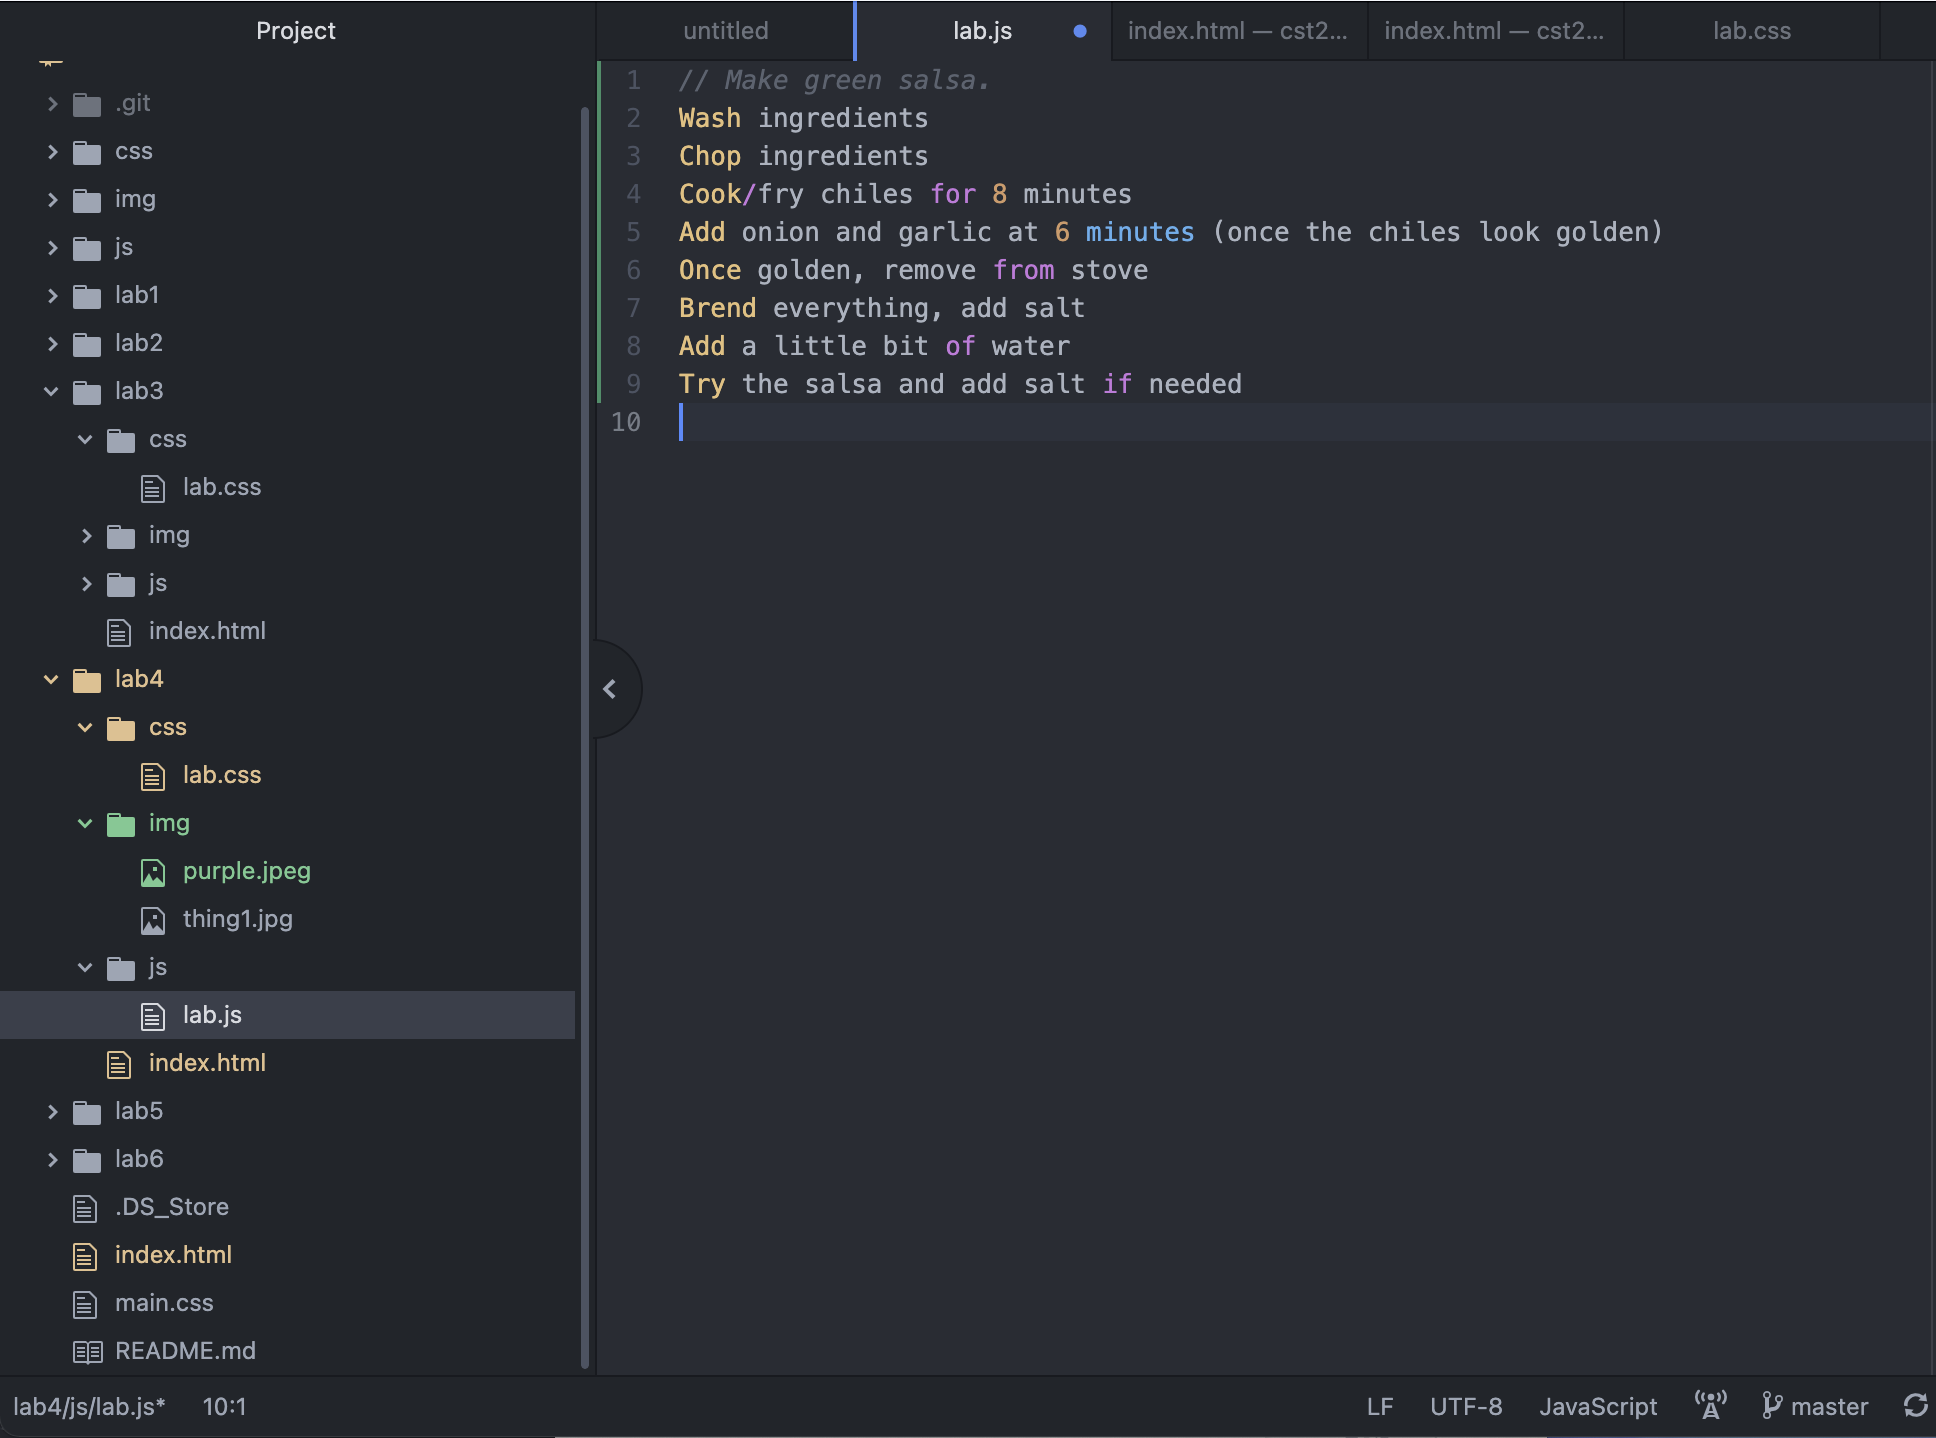 Project
.git
css
img
js
lab1
lab2
lab3
css
lab.css
img
js
index.html
lab4
css
lab.css
img
purple.jpeg
thing1.jpg
js
lab.js
index.html
lab5
lab6
.DS_Store
index.html
main.css
README.md
untitled
lab.js
index.html — cst2...
index.html — cst2...
lab.css
1 // Make green salsa.
2 Wash ingredients
3 Chop ingredients
4 Cook/fry chiles for 8 minutes
5 Add onion and garlic at 6 minutes (once the chiles look golden)
6 Once golden, remove from stove
7 Brend everything, add salt
8 Add a little bit of water
9 Try the salsa and add salt if needed
10
lab4/js/lab.js* 10:1 LF UTF-8 JavaScript master